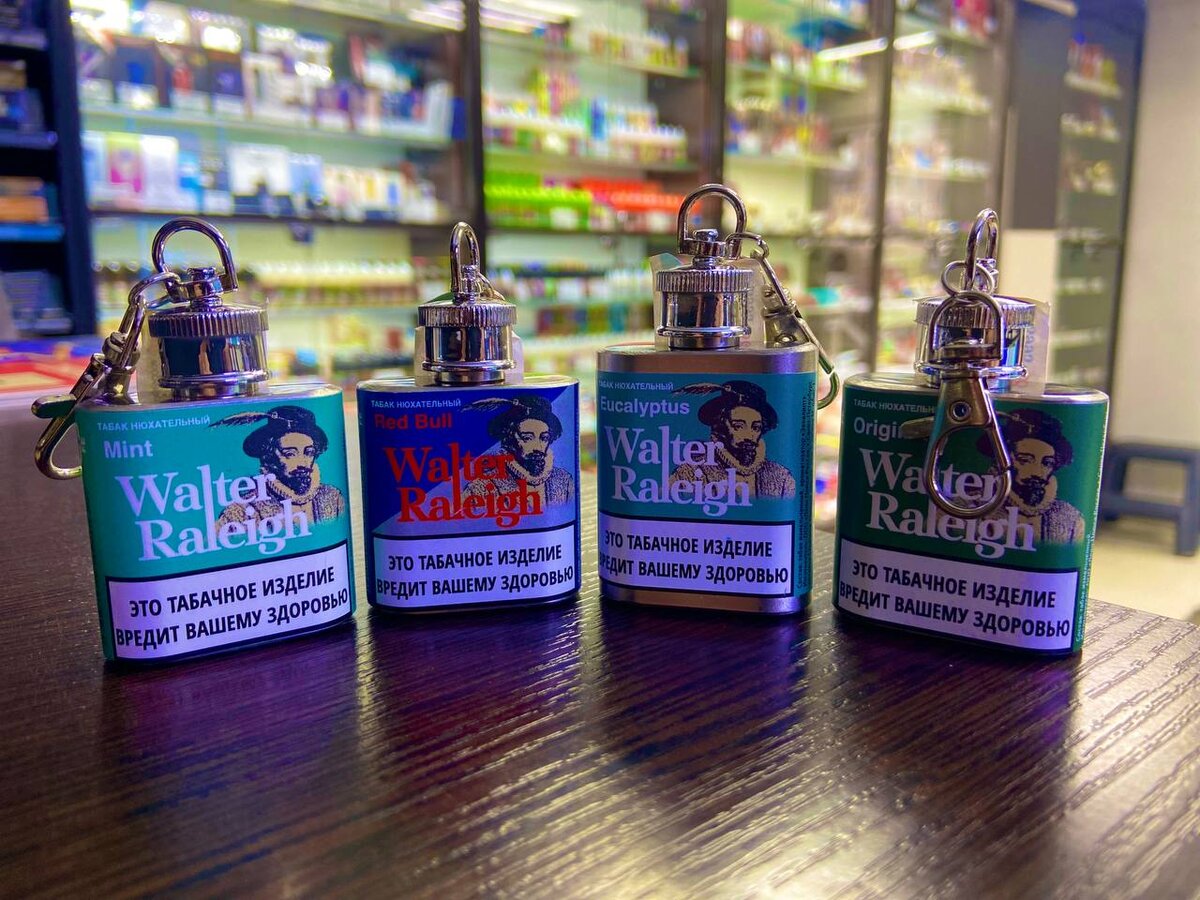 ТАБАК НЮХАТЕЛЬНЫЙ
Mint
Walter
Raleigh
ЭТО ТАБАЧНОЕ ИЗДЕЛИЕ
ВРЕДИТ ВАШЕМУ ЗДОРОВЬЮ
ТАБАК НЮХАТЕЛЬНЫЙ
Red Bull
Walter
Raleigh
ЭТО ТАБАЧНОЕ ИЗДЕЛИЕ
ВРЕДИТ ВАШЕМУ ЗДОРОВЬЮ
ТАБАК НЮХАТЕЛЬНЫЙ
Eucalyptus
Walter
Raleigh
ЭТО ТАБАЧНОЕ ИЗДЕЛИЕ
ВРЕДИТ ВАШЕМУ ЗДОРОВЬЮ
ТАБАК НЮХАТЕЛЬНЫЙ
Origin
Walter
Raleigh
ЭТО ТАБАЧНОЕ ИЗДЕЛИЕ
ВРЕДИТ ВАШЕМУ ЗДОРОВЬЮ